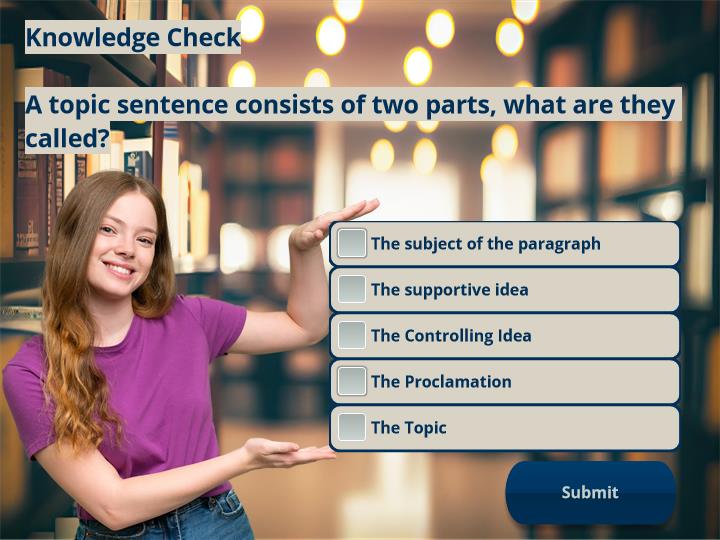 Knowledge Check
A topic sentence consists of two parts, what are they
called?
The subject of the paragraph
The supportive idea
The Controlling Idea
The Proclamation
The Topic
Submit